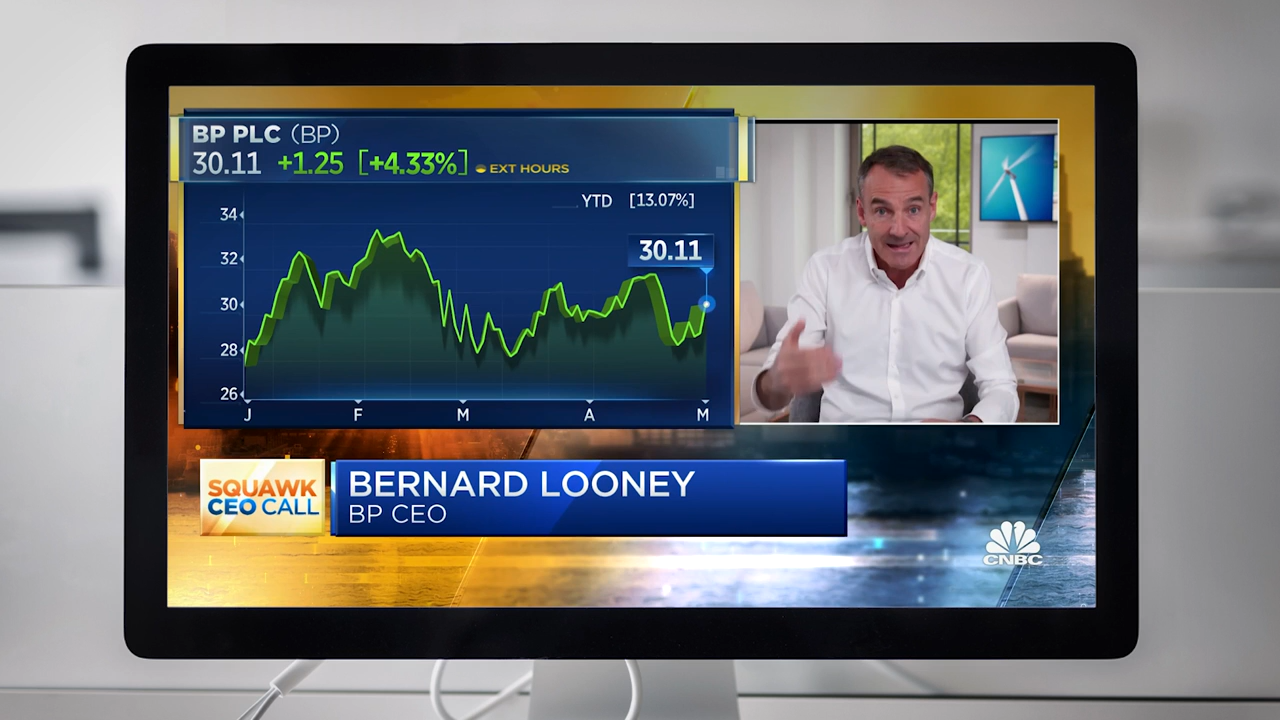 BP PLC (BP)
30.11 +1.25 [+4.33%] EXT HOURS
YTD [13.07%]
34
32
30
28
26
30.11
J F M A M
SQUAWK
CEO CALL
BERNARD LOONEY
BP CEO
CNBC